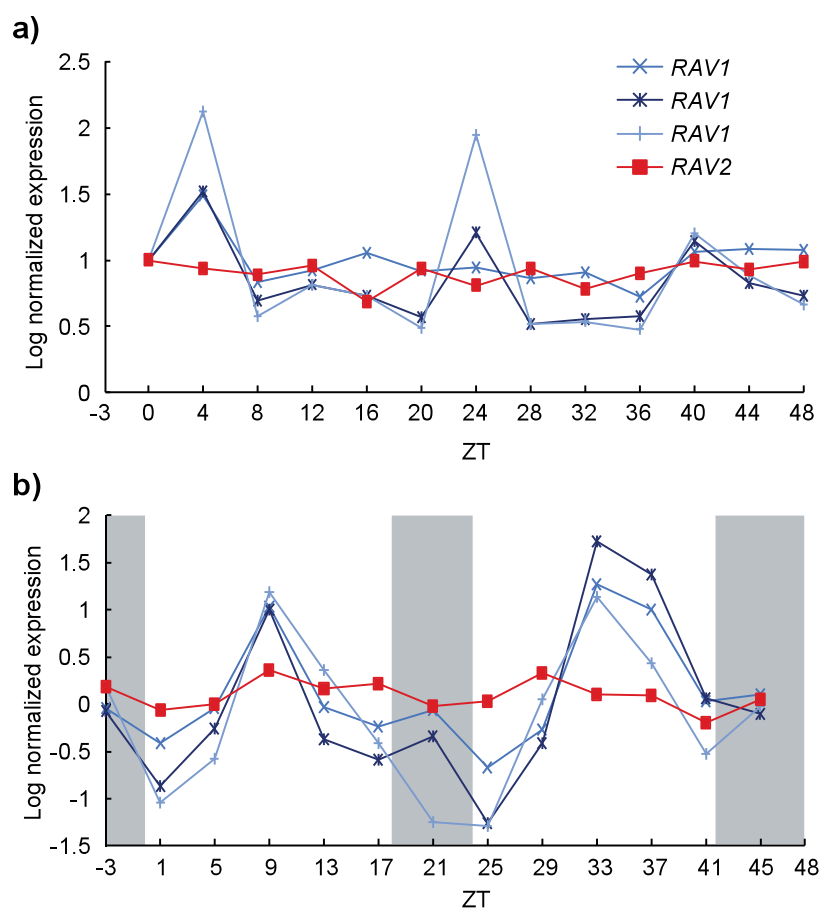 a)
Log normalized expression
2.5
2
1.5
1
0.5
0
-3 0 4 8 12 16 20 24 28 32 36 40 44 48
ZT
RAV1
RAV1
RAV1
RAV2
b)
Log normalized expression
2
1.5
1
0.5
0
-0.5
-1
-1.5
-3 1 5 9 13 17 21 25 29 33 37 41 45 48
ZT